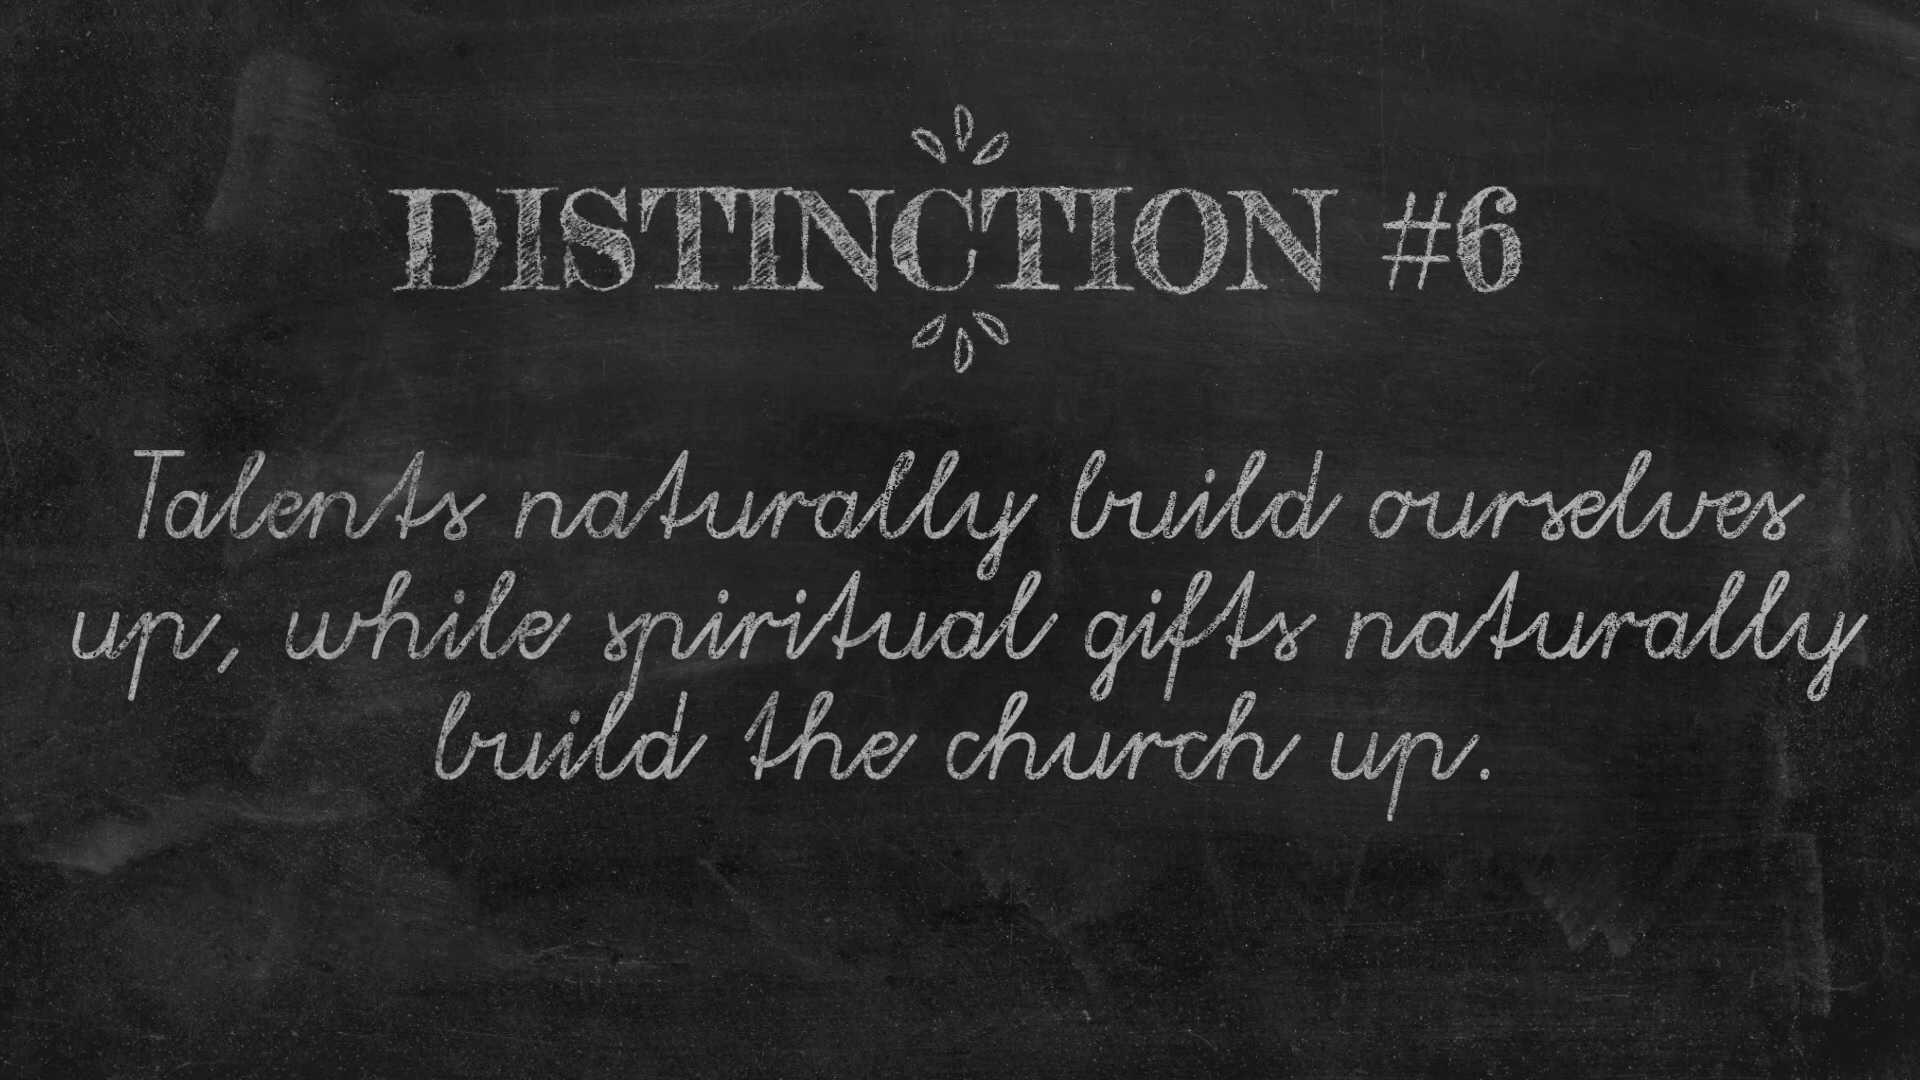 DISTINCTION #6
Talents naturally build ourselves
up, while spiritual gifts naturally
build the church up.